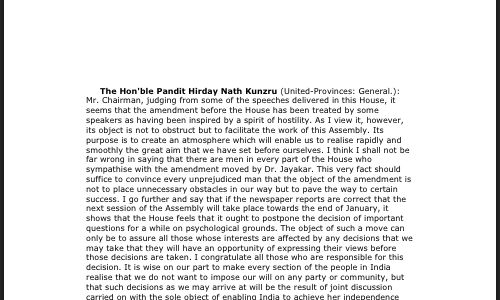 The Hon'ble Pandit Hirday Nath Kunzru (United-Provinces: General.):
Mr. Chairman, judging from some of the speeches delivered in this House, it
seems that the amendment before the House has been treated by some
speakers as having been inspired by a spirit of hostility. As I view it, however,
its object is not to obstruct but to facilitate the work of this Assembly. Its
purpose is to create an atmosphere which will enable us to realise rapidly and
smoothly the great aim that we have set before ourselves. I think I shall not be
far wrong in saying that there are men in every part of the House who
sympathise with the amendment moved by Dr. Jayakar. This very fact should
suffice to convince every unprejudiced man that the object of the amendment is
not to place unnecessary obstacles in our way but to pave the way to certain
success. I go further and say that if the newspaper reports are correct that the
next session of the Assembly will take place towards the end of January, it
shows that the House feels that it ought to postpone the decision of important
questions for a while on psychological grounds. The object of such a move can
only be to assure all those whose interests are affected by any decisions that we
may take that they will have an opportunity of expressing their views before
those decisions are taken. I congratulate all those who are responsible for this
decision. It is wise on our part to make every section of the people in India
realise that we do not want to impose our will on any party or community, but
that such decisions as we may arrive at will be the result of joint discussion
carried on with the sole object of enabling India to achieve her independence